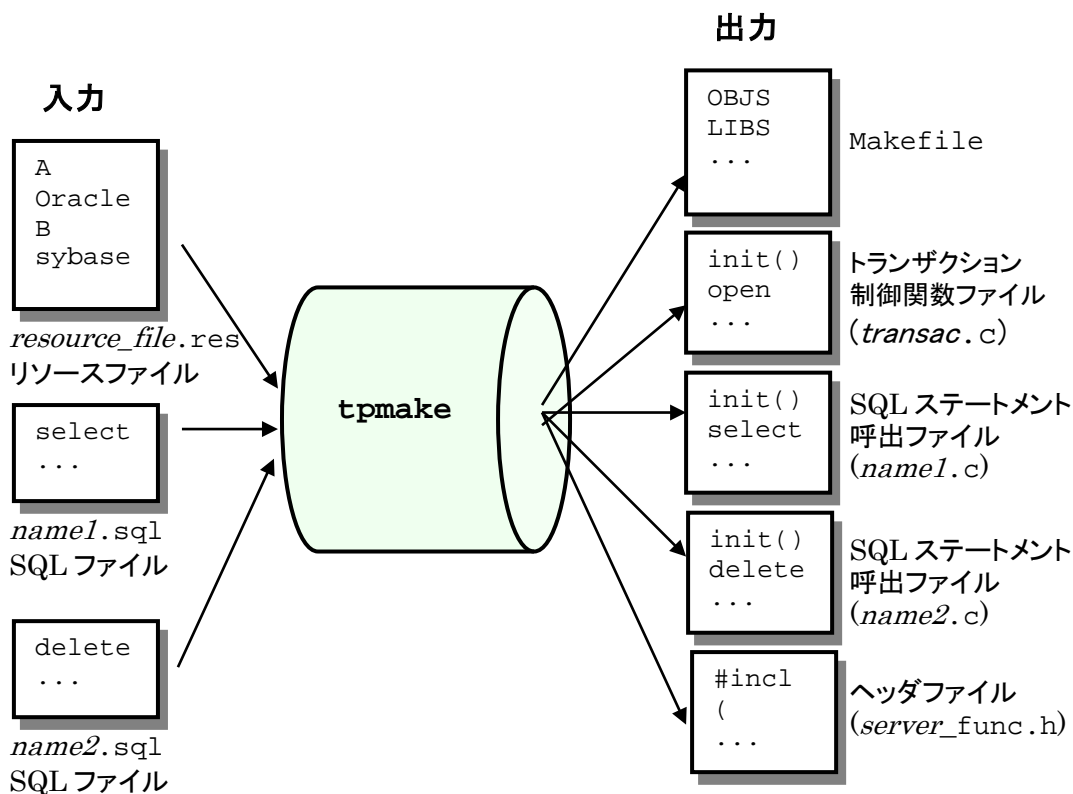 入力
A
Oracle
B
sybase
resource_file.res
リソースファイル
select
...
name1.sql
SQL ファイル
delete
...
name2.sql
SQL ファイル
tpmake
出力
OBJS
LIBS
...
Makefile
init()
open
...
トランザクション
制御関数ファイル
(transac.c)
init()
select
...
SQL ステートメント
呼出ファイル
(name1.c)
init()
delete
...
SQL ステートメント
呼出ファイル
(name2.c)
#incl
(
...
ヘッダファイル
(server_func.h)